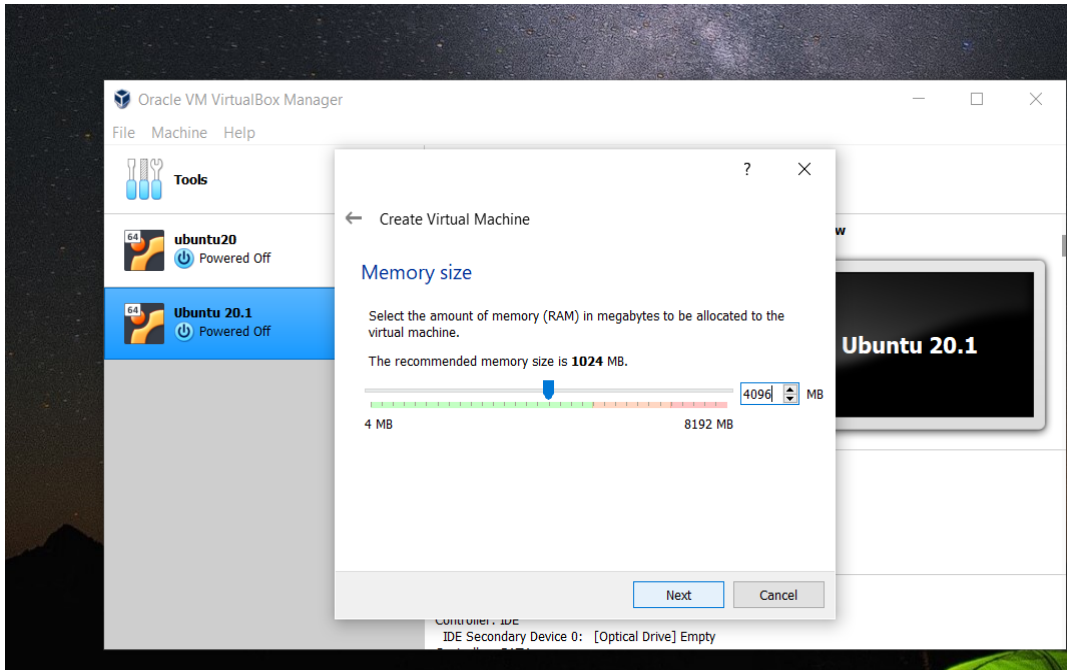 Oracle VM VirtualBox Manager
File Machine Help
Tools
64
ubuntu20
Powered Off
64
Ubuntu 20.1
Powered Off
?
Create Virtual Machine
Memory size
Select the amount of memory (RAM) in megabytes to be allocated to the
virtual machine.
The recommended memory size is 1024 MB.
4096 MB
4 MB 8192 MB
Next Cancel
w
Ubuntu 20.1
Controller: IDE
IDE Secondary Device 0: [Optical Drive] Empty